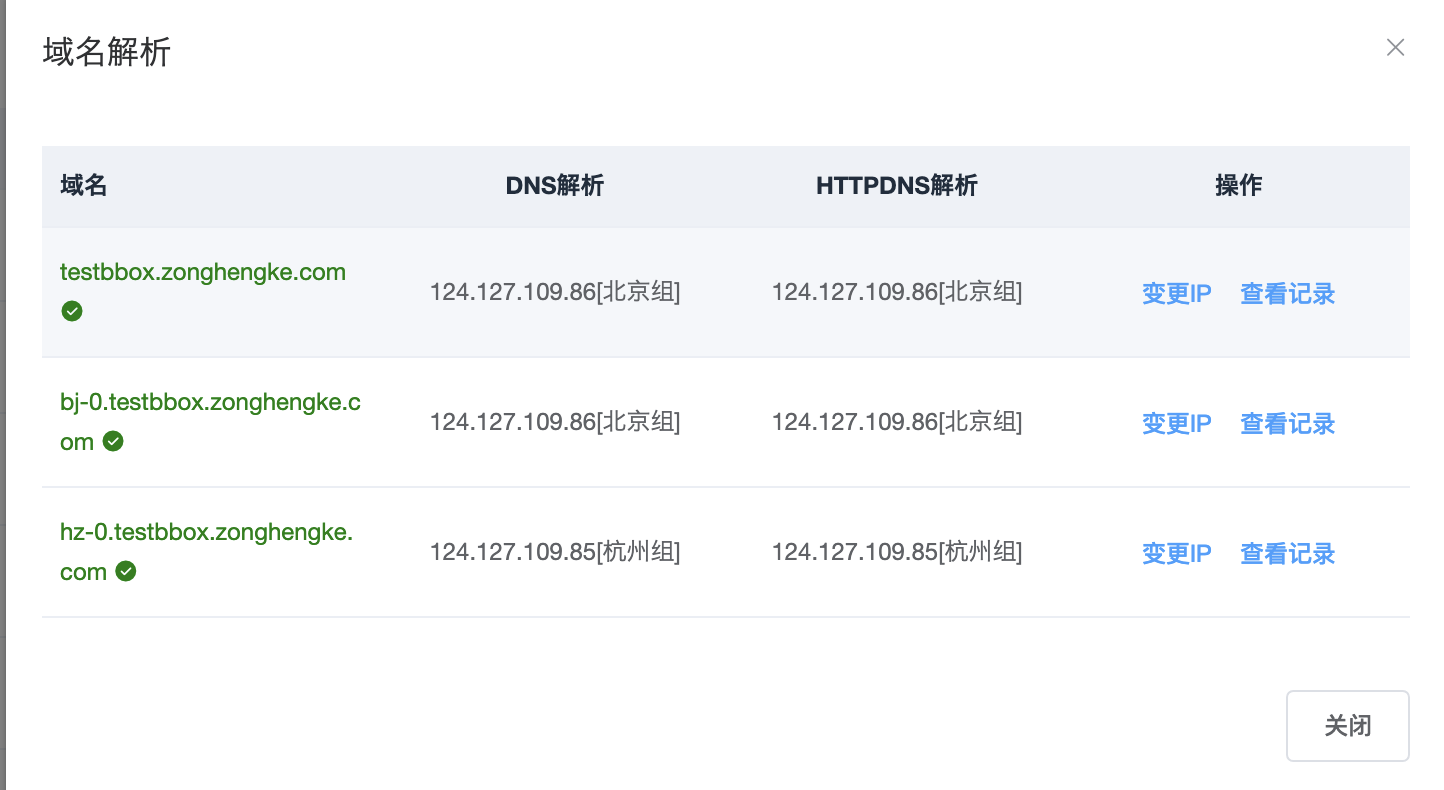 域名解析
域名 DNS解析 HTTPDNS解析 操作
testbbox.zonghengke.com
124.127.109.86[北京组] 124.127.109.86[北京组] 变更IP 查看记录
bj-0.testbbox.zonghengke.c
om
124.127.109.86[北京组] 124.127.109.86[北京组] 变更IP 查看记录
hz-0.testbbox.zonghengke.
com
124.127.109.85[杭州组] 124.127.109.85[杭州组] 变更IP 查看记录
关闭